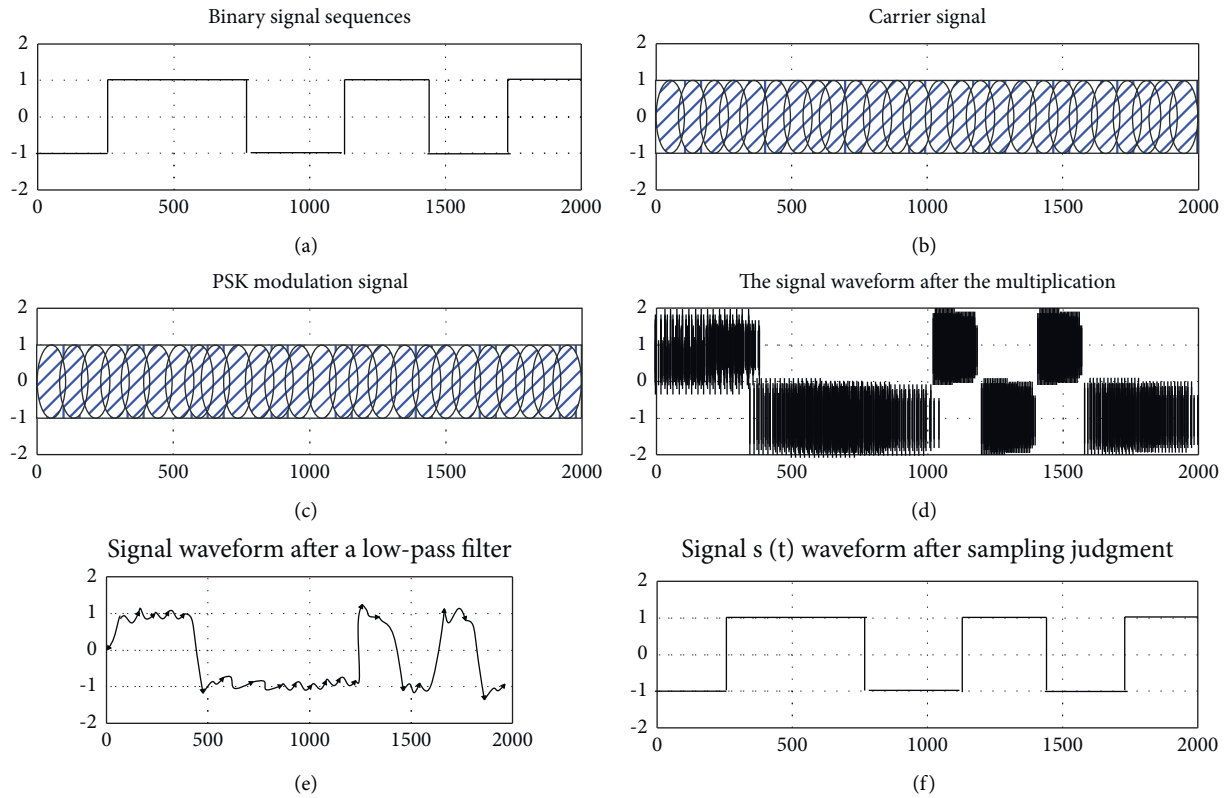 Binary signal sequences
2
1
0
-1
-2
0 500 1000 1500 2000
(a)
Carrier signal
2
1
0
-1
-2
0 500 1000 1500 2000
(b)
PSK modulation signal
2
1
0
-1
-2
0 500 1000 1500 2000
(c)
The signal waveform after the multiplication
2
1
0
-1
-2
0 500 1000 1500 2000
(d)
Signal waveform after a low-pass filter
2
1
0
-1
-2
0 500 1000 1500 2000
(e)
Signal s (t) waveform after sampling judgment
2
1
0
-1
-2
0 500 1000 1500 2000
(f)